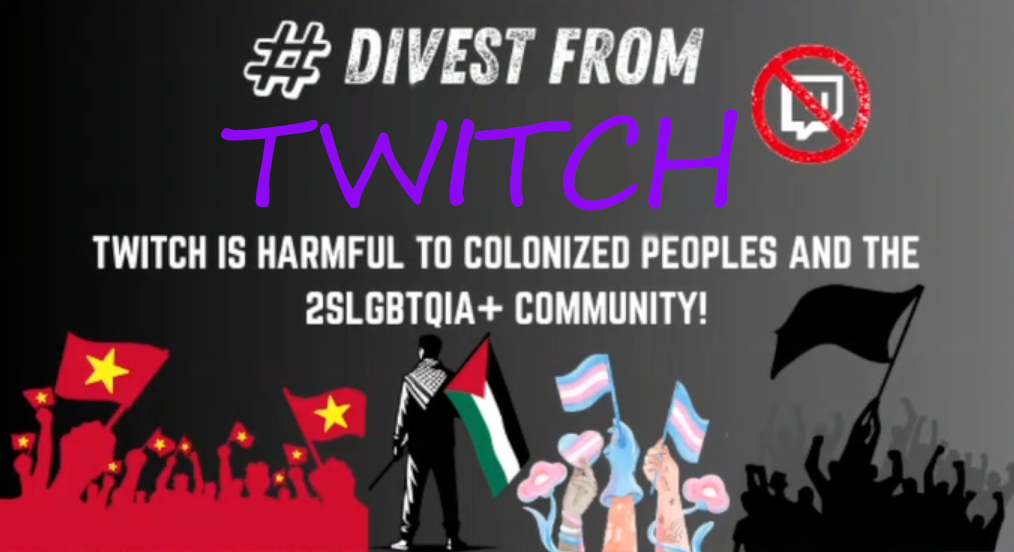 # DIVEST FROM
TWITCH
TWITCH IS HARMFUL TO COLONIZED PEOPLES AND THE
2SLGBTQIA+ COMMUNITY!